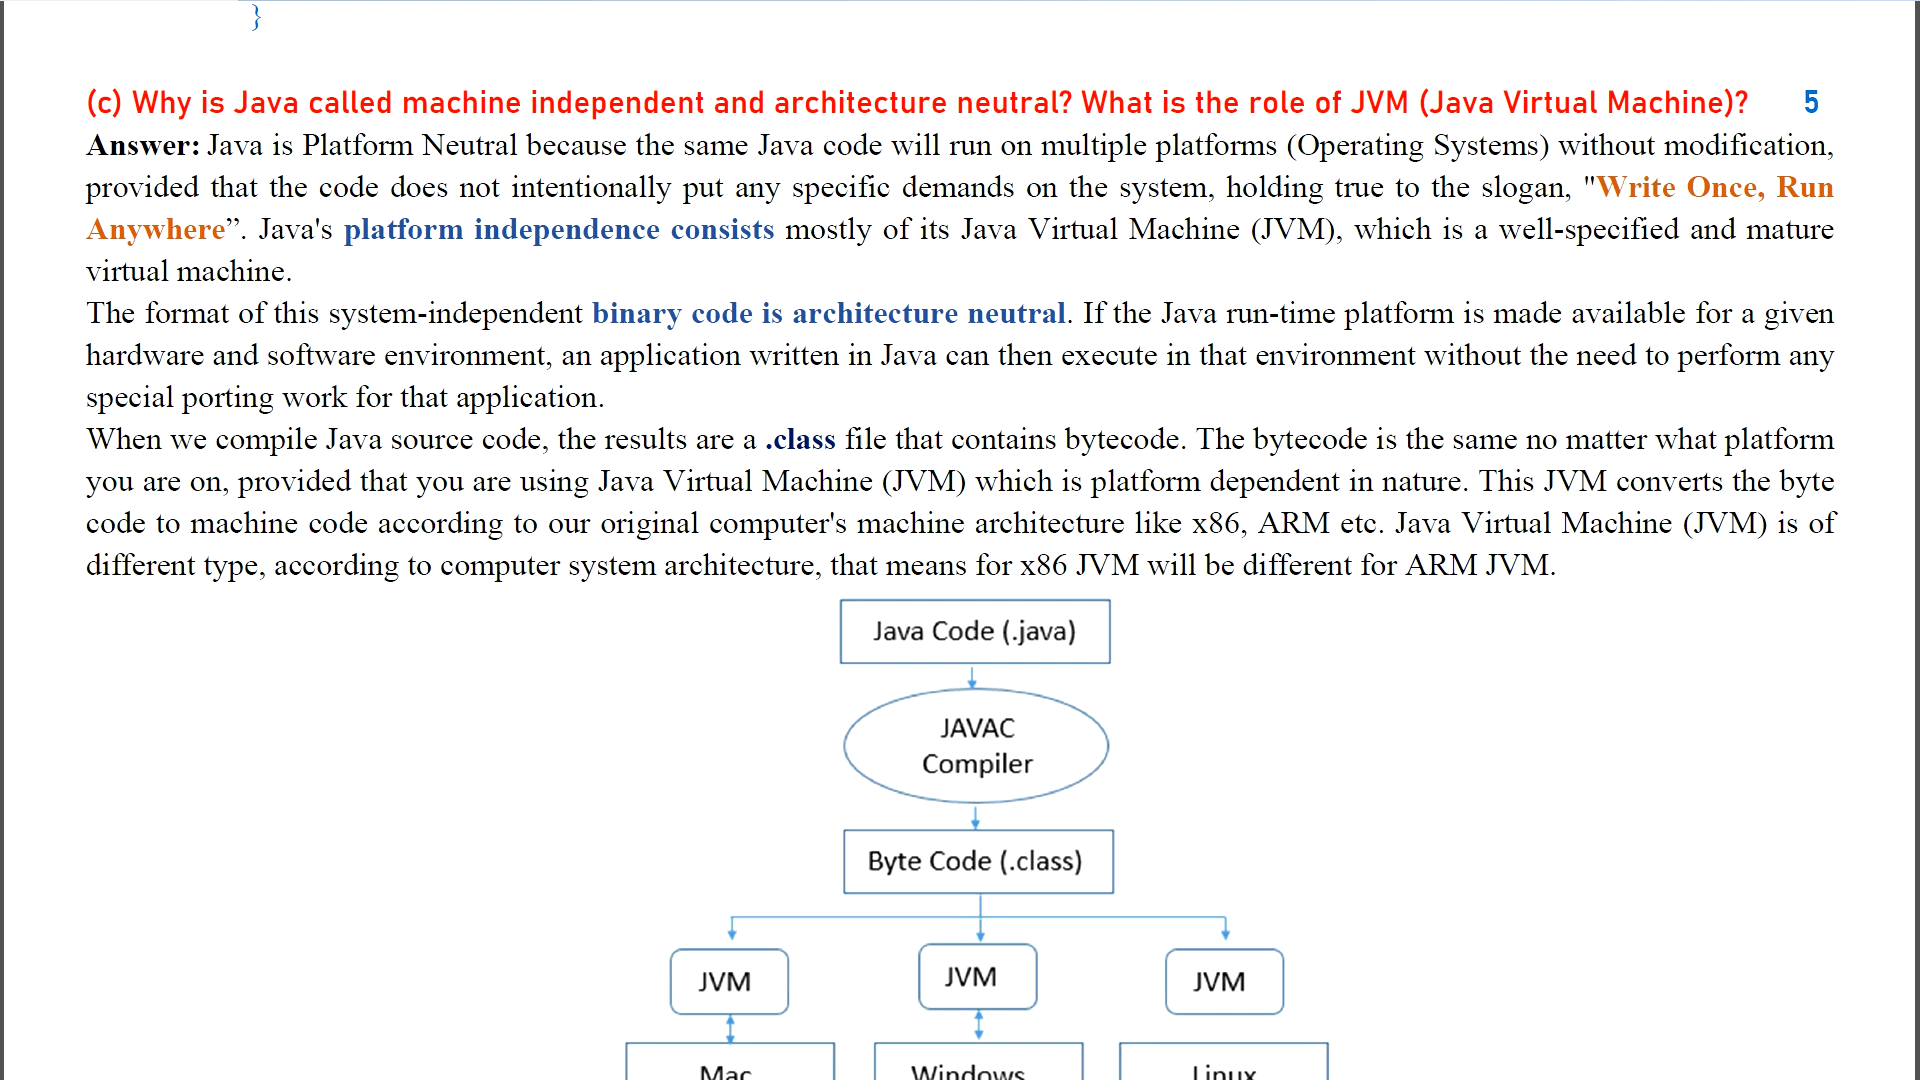 }
(c) Why is Java called machine independent and architecture neutral? What is the role of JVM (Java Virtual Machine)? 5
Answer: Java is Platform Neutral because the same Java code will run on multiple platforms (Operating Systems) without modification,
provided that the code does not intentionally put any specific demands on the system, holding true to the slogan, "Write Once, Run
Anywhere”. Java's platform independence consists mostly of its Java Virtual Machine (JVM), which is a well-specified and mature
virtual machine.
The format of this system-independent binary code is architecture neutral. If the Java run-time platform is made available for a given
hardware and software environment, an application written in Java can then execute in that environment without the need to perform any
special porting work for that application.
When we compile Java source code, the results are a .class file that contains bytecode. The bytecode is the same no matter what platform
you are on, provided that you are using Java Virtual Machine (JVM) which is platform dependent in nature. This JVM converts the byte
code to machine code according to our original computer's machine architecture like x86, ARM etc. Java Virtual Machine (JVM) is of
different type, according to computer system architecture, that means for x86 JVM will be different for ARM JVM.
Java Code (.java)
JAVAC
Compiler
Byte Code (.class)
JVM JVM JVM
Mac Windows Linux